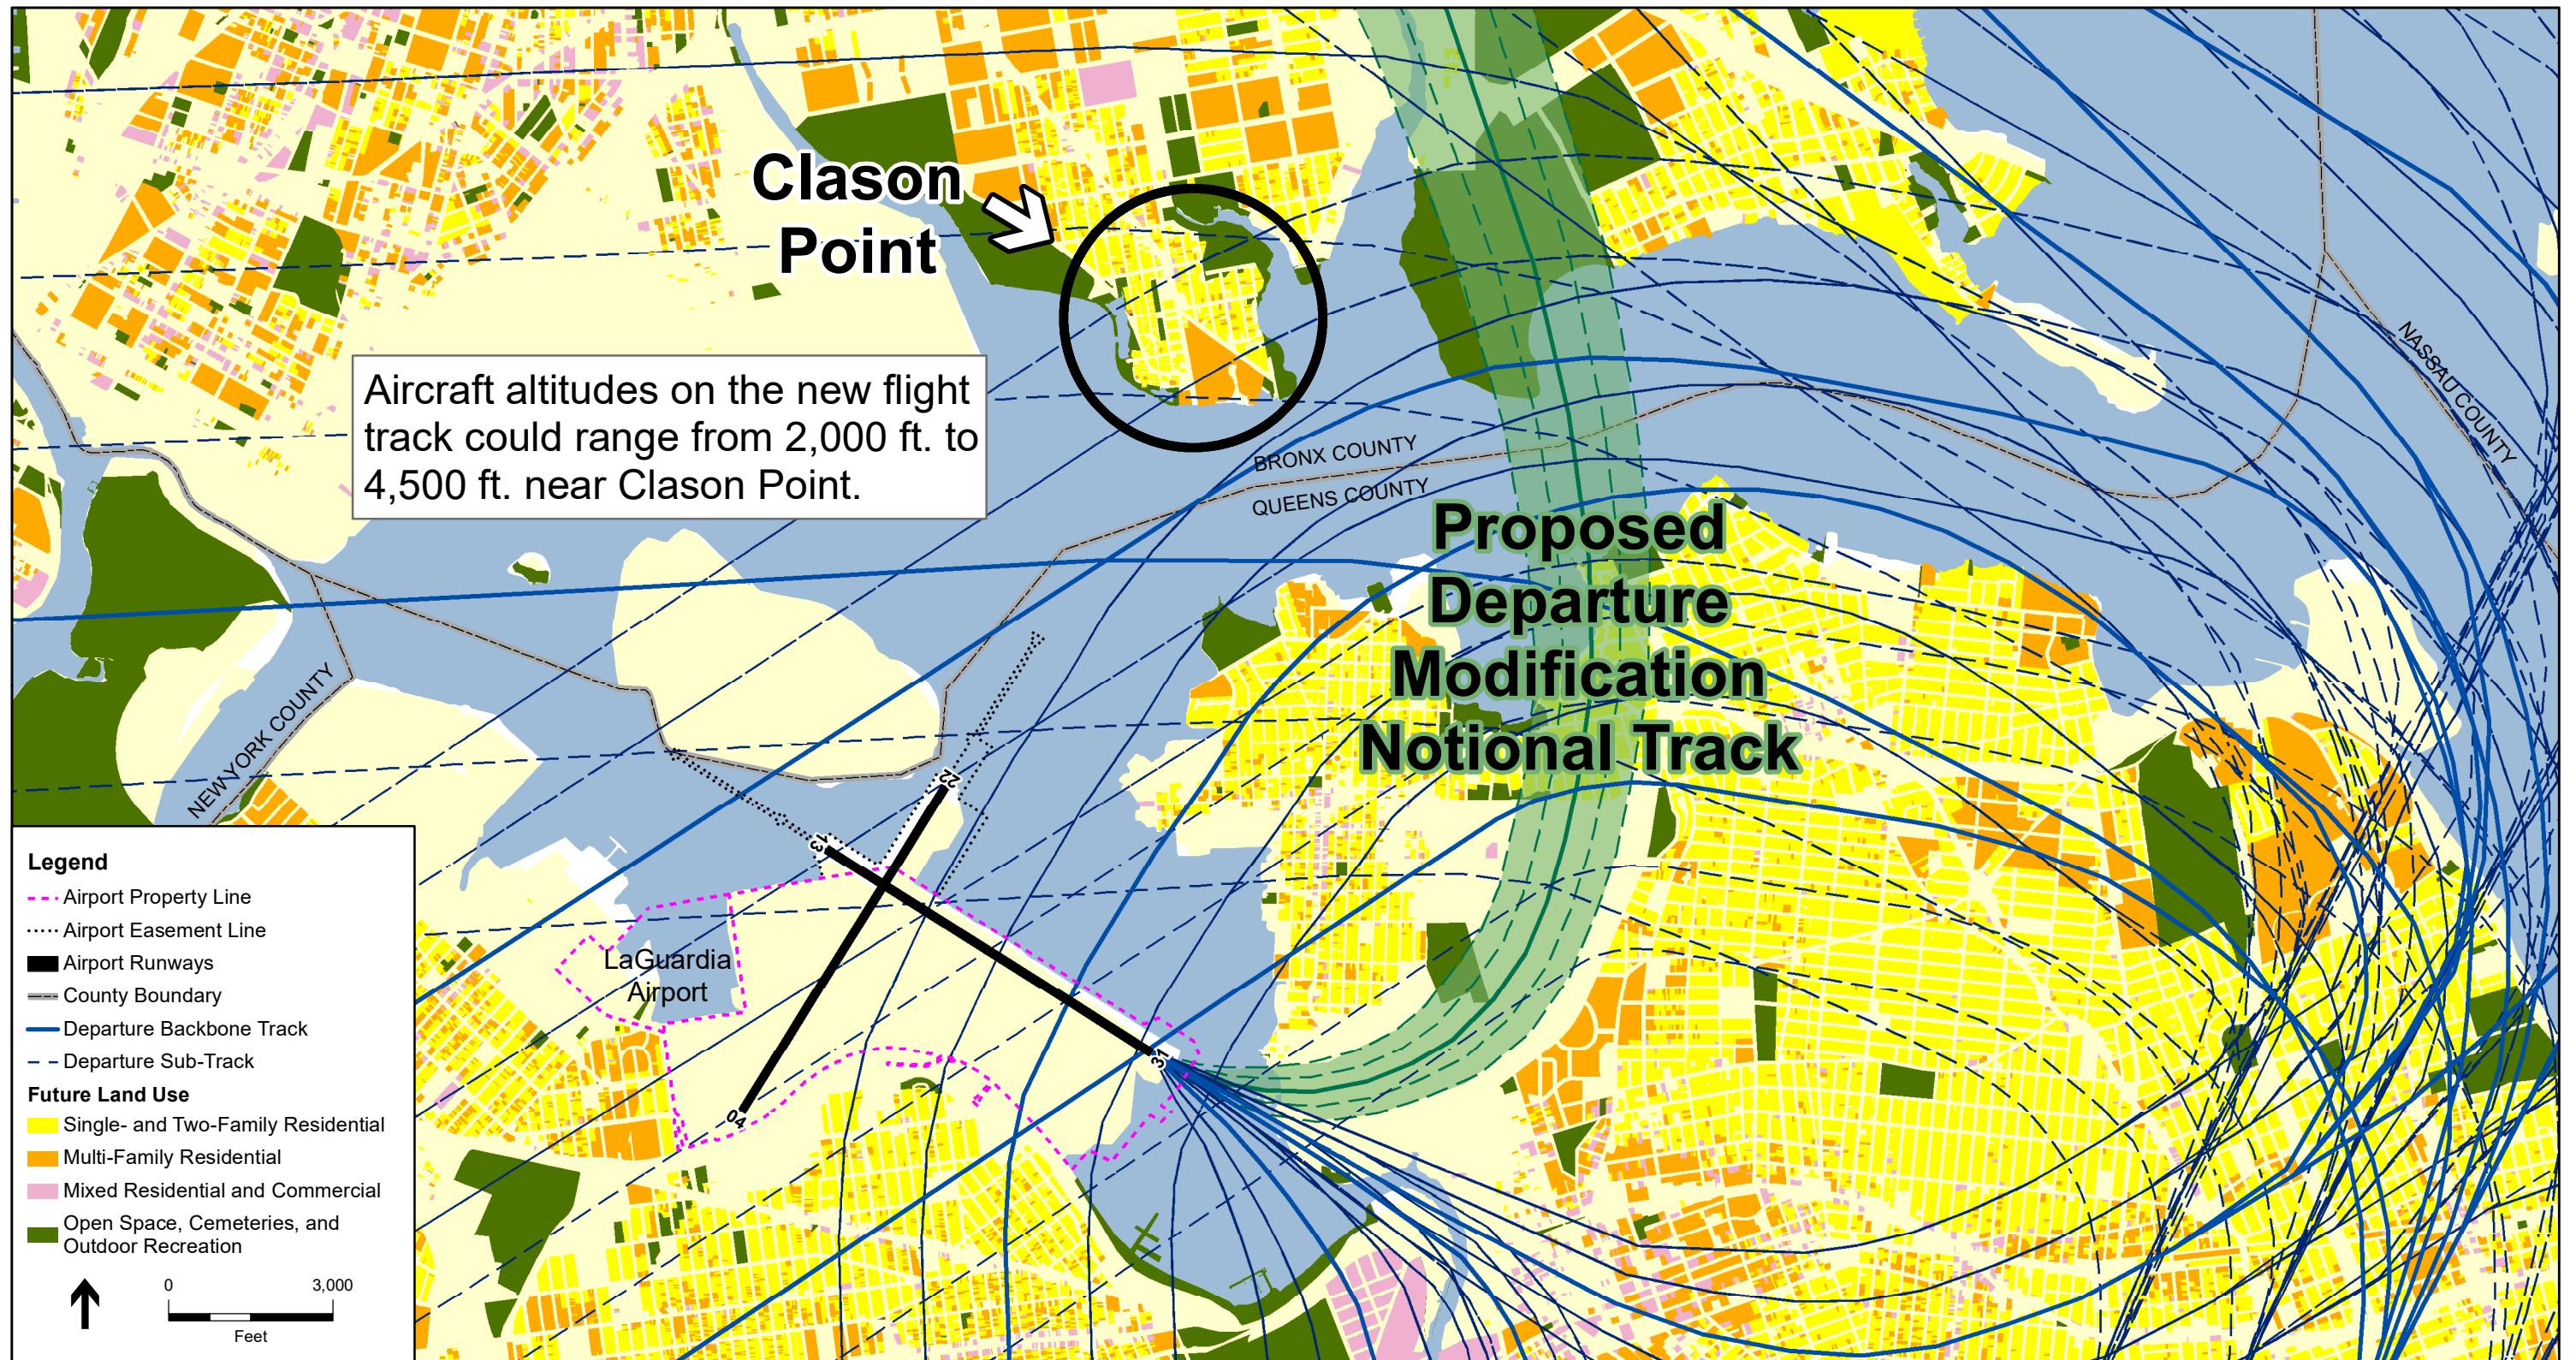 Clason
Point
Aircraft altitudes on the new flight
track could range from 2,000 ft. to
4,500 ft. near Clason Point.
BRONX COUNTY
QUEENS COUNTY
NASSAU COUNTY
NEW YORK COUNTY
Proposed
Departure
Modification
Notional Track
22
13
31
04
LaGuardia
Airport
Legend
Airport Property Line
Airport Easement Line
Airport Runways
County Boundary
Departure Backbone Track
Departure Sub-Track
Future Land Use
Single- and Two-Family Residential
Multi-Family Residential
Mixed Residential and Commercial
Open Space, Cemeteries, and
Outdoor Recreation
0 3,000
Feet